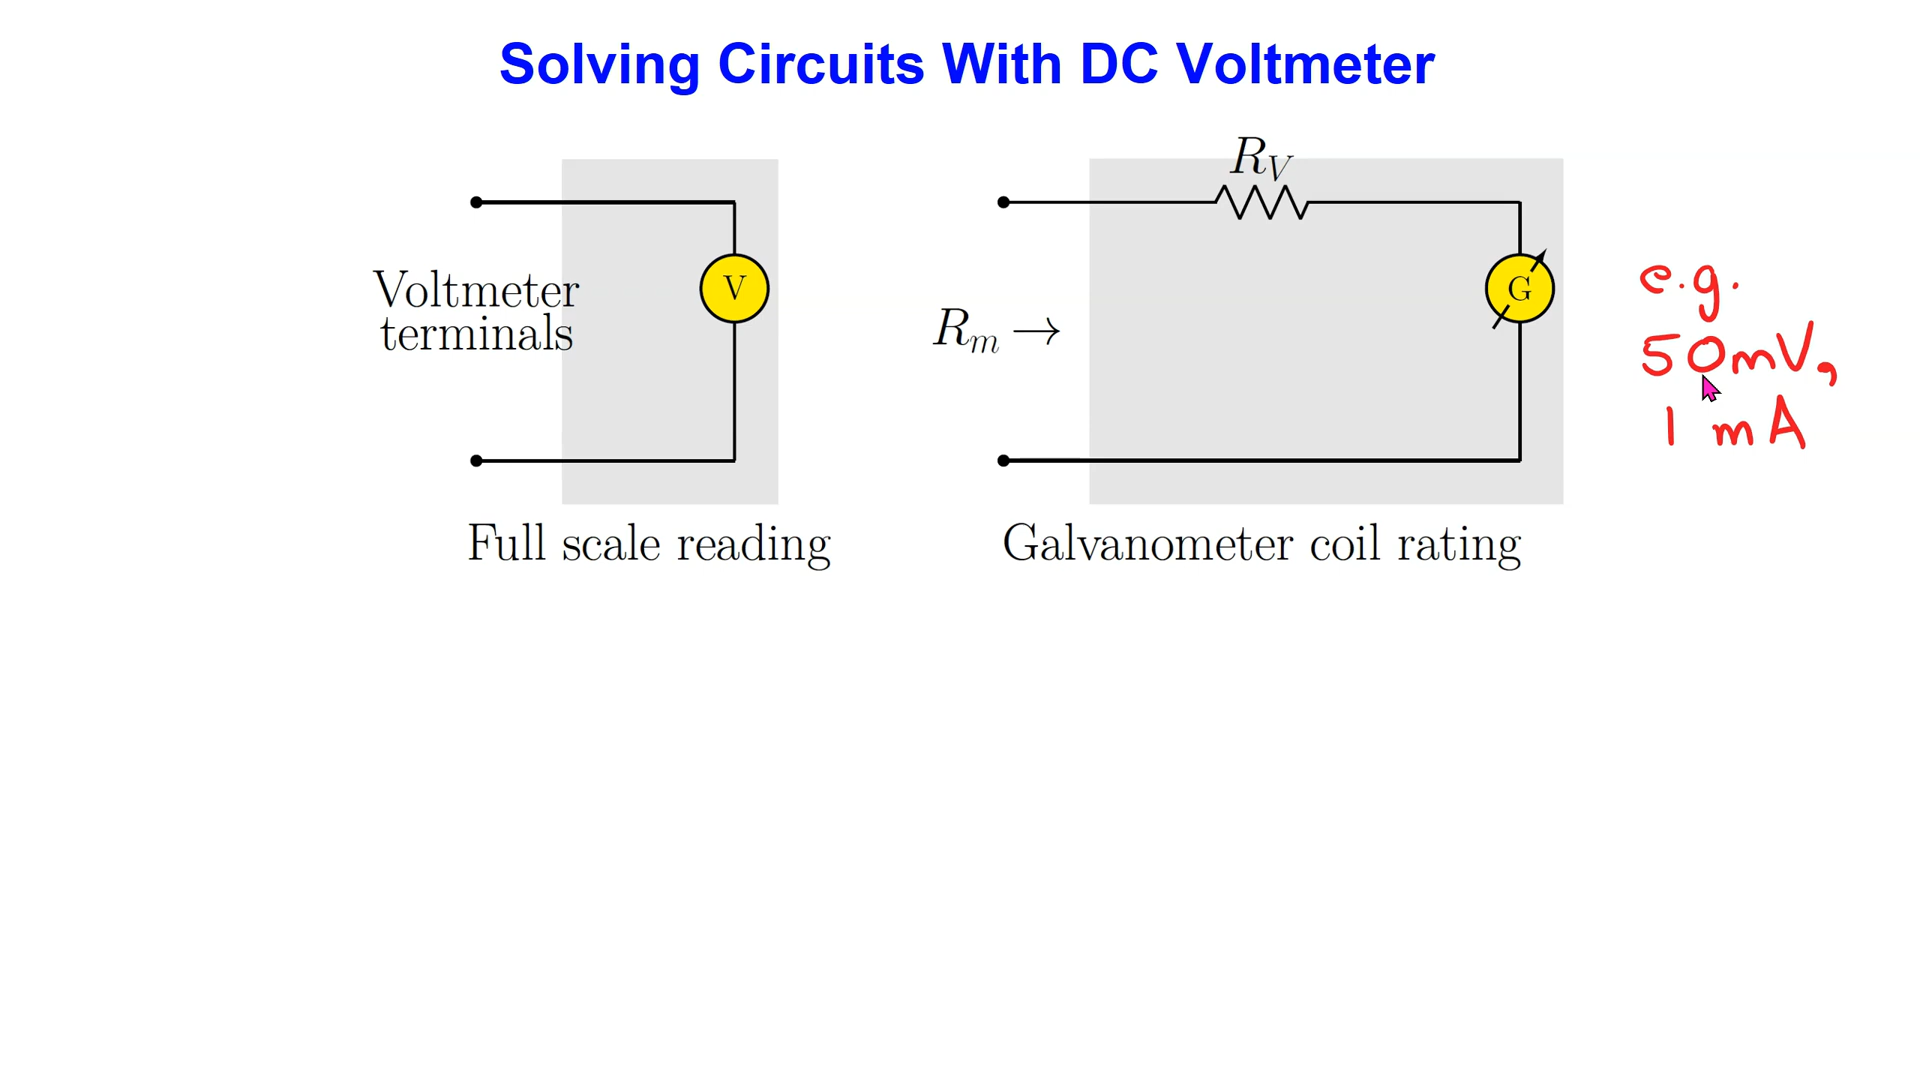 Solving Circuits With DC Voltmeter
R_V
V
Voltmeter
terminals
R_m →
G
e.g.
50mV,
1 mA
Full scale reading
Galvanometer coil rating